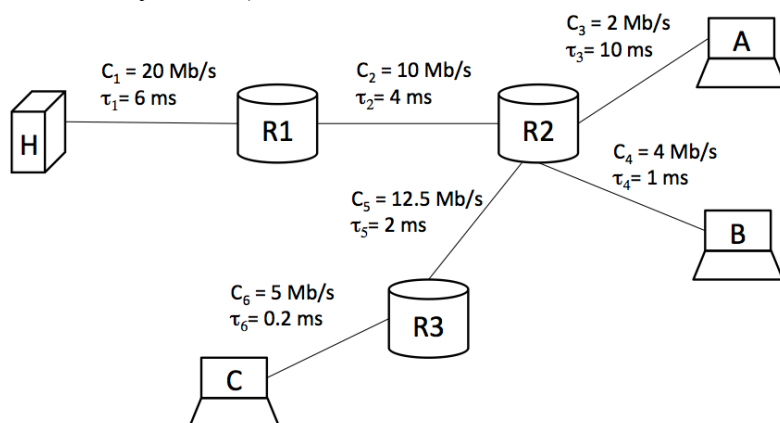 C3 = 2 Mb/s
τ3= 10 ms
A
C1 = 20 Mb/s
τ1= 6 ms
C2 = 10 Mb/s
τ2= 4 ms
H
R1
R2
C4 = 4 Mb/s
τ4= 1 ms
C5 = 12.5 Mb/s
τ5= 2 ms
B
C6 = 5 Mb/s
τ6= 0.2 ms
R3
C